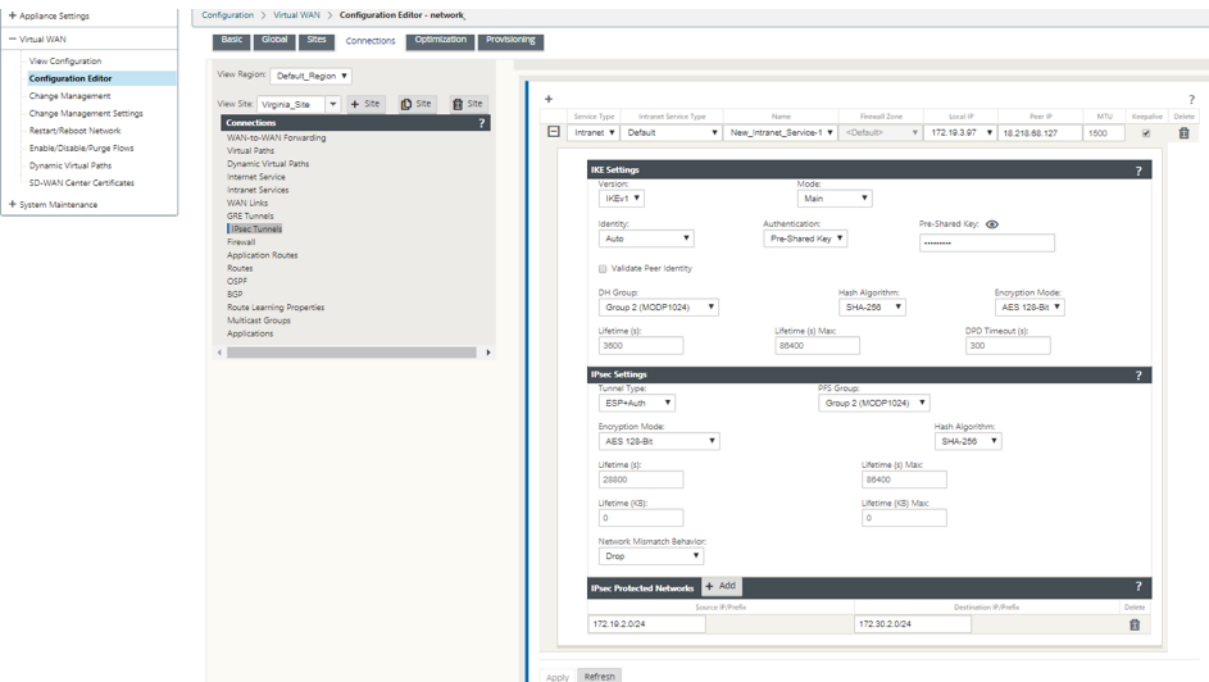 + Appliance Settings
− Virtual WAN
View Configuration
Configuration Editor
Change Management
Change Management Settings
Restart/Reboot Network
Enable/Disable/Purge Flows
Dynamic Virtual Paths
SD-WAN Center Certificates
+ System Maintenance
Configuration > Virtual WAN > Configuration Editor - network
Basic Global Sites Connections Optimization Provisioning
View Region: Default_Region
View Site: Virginia_Site + Site Site Site
Connections ?
WAN-to-WAN Forwarding
Virtual Paths
Dynamic Virtual Paths
Internet Service
Intranet Services
WAN Links
GRE Tunnels
IPsec Tunnels
Firewall
Application Routes
Routes
OSPF
BGP
Route Learning Properties
Multicast Groups
Applications
+ ?
Service Type Intranet Service Type Name Firewall Zone Local IP Peer IP MTU Keepalive Delete
Intranet Default New_Intranet_Service-1 <Default> 172.19.3.97 18.218.68.127 1500
IKE Settings ?
Version: Mode:
IKEv1 Main
Identity: Authentication: Pre-Shared Key:
Auto Pre-Shared Key ·········
Validate Peer Identity
DH Group: Hash Algorithm: Encryption Mode:
Group 2 (MODP1024) SHA-256 AES 128-Bit
Lifetime (s): Lifetime (s) Max: DPD Timeout (s):
3600 86400 300
IPsec Settings ?
Tunnel Type: PFS Group:
ESP+Auth Group 2 (MODP1024)
Encryption Mode: Hash Algorithm:
AES 128-Bit SHA-256
Lifetime (s): Lifetime (s) Max:
28800 86400
Lifetime (KB): Lifetime (KB) Max:
0 0
Network Mismatch Behavior:
Drop
IPsec Protected Networks + Add ?
Source IP/Prefix Destination IP/Prefix Delete
172.19.2.0/24 172.30.2.0/24
Apply Refresh